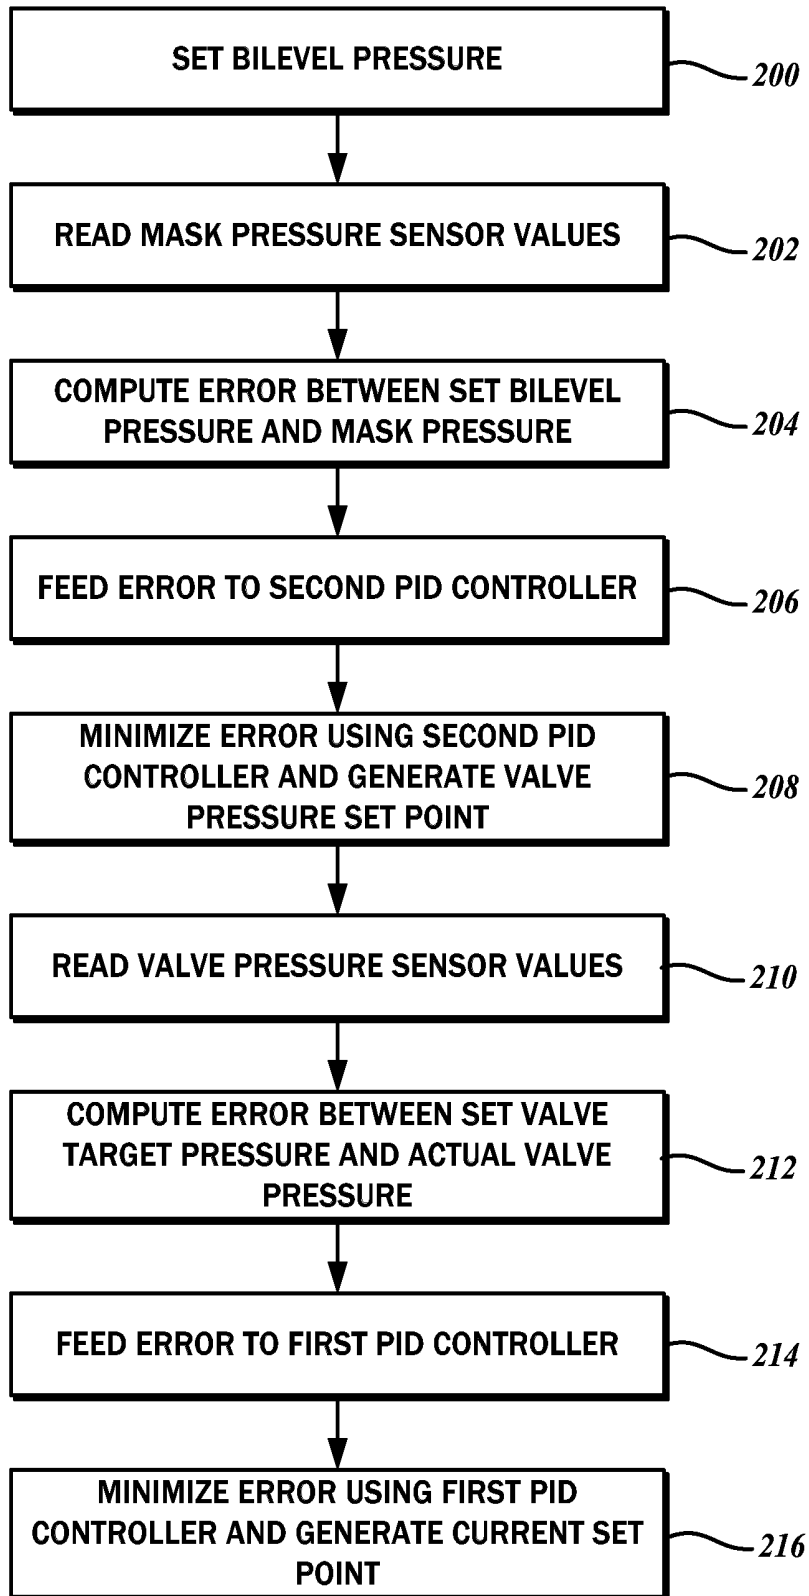 SET BILEVEL PRESSURE
200
READ MASK PRESSURE SENSOR VALUES
202
COMPUTE ERROR BETWEEN SET BILEVEL
PRESSURE AND MASK PRESSURE
204
FEED ERROR TO SECOND PID CONTROLLER
206
MINIMIZE ERROR USING SECOND PID
CONTROLLER AND GENERATE VALVE
PRESSURE SET POINT
208
READ VALVE PRESSURE SENSOR VALUES
210
COMPUTE ERROR BETWEEN SET VALVE
TARGET PRESSURE AND ACTUAL VALVE
PRESSURE
212
FEED ERROR TO FIRST PID CONTROLLER
214
MINIMIZE ERROR USING FIRST PID
CONTROLLER AND GENERATE CURRENT SET
POINT
216